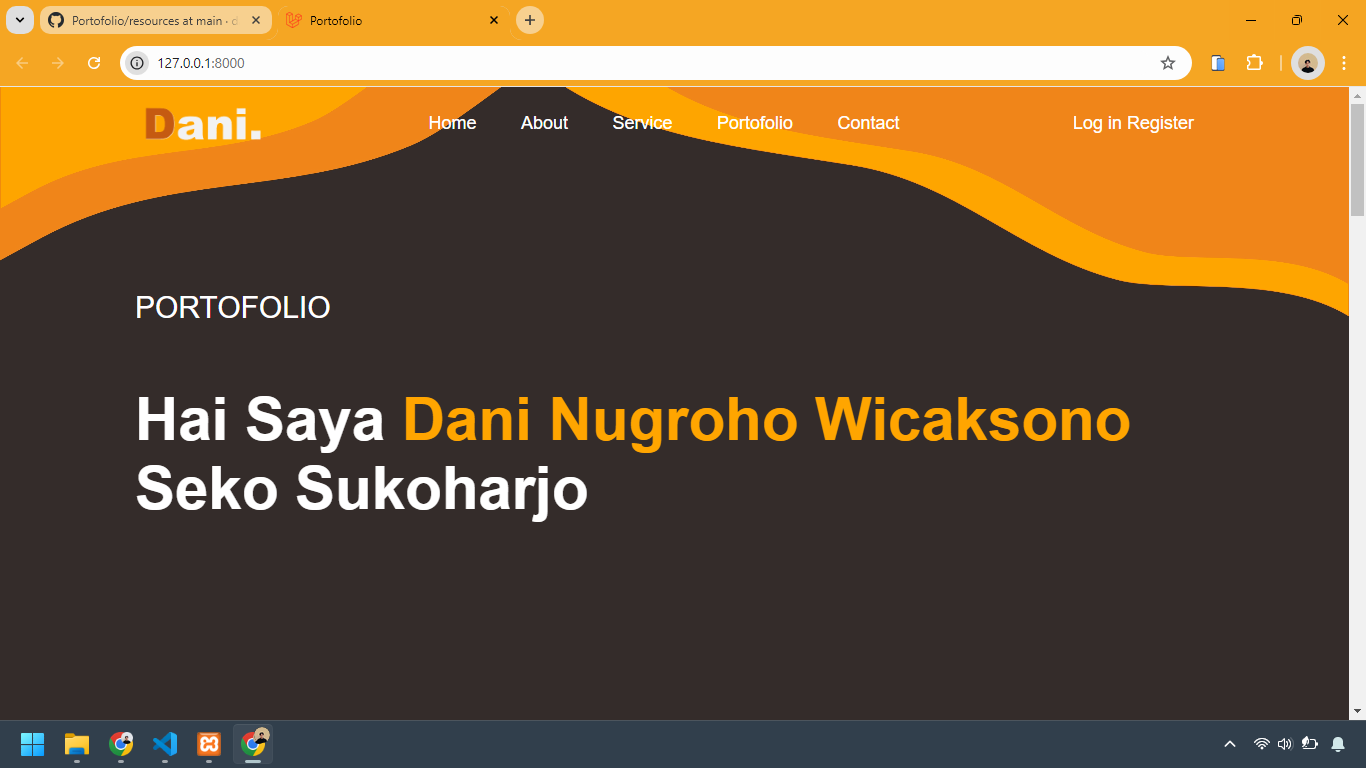 Portofolio/resources at main · d
Portofolio
127.0.0.1:8000
Dani.
Home About Service Portofolio Contact Log in Register
PORTOFOLIO
Hai Saya Dani Nugroho Wicaksono
Seko Sukoharjo